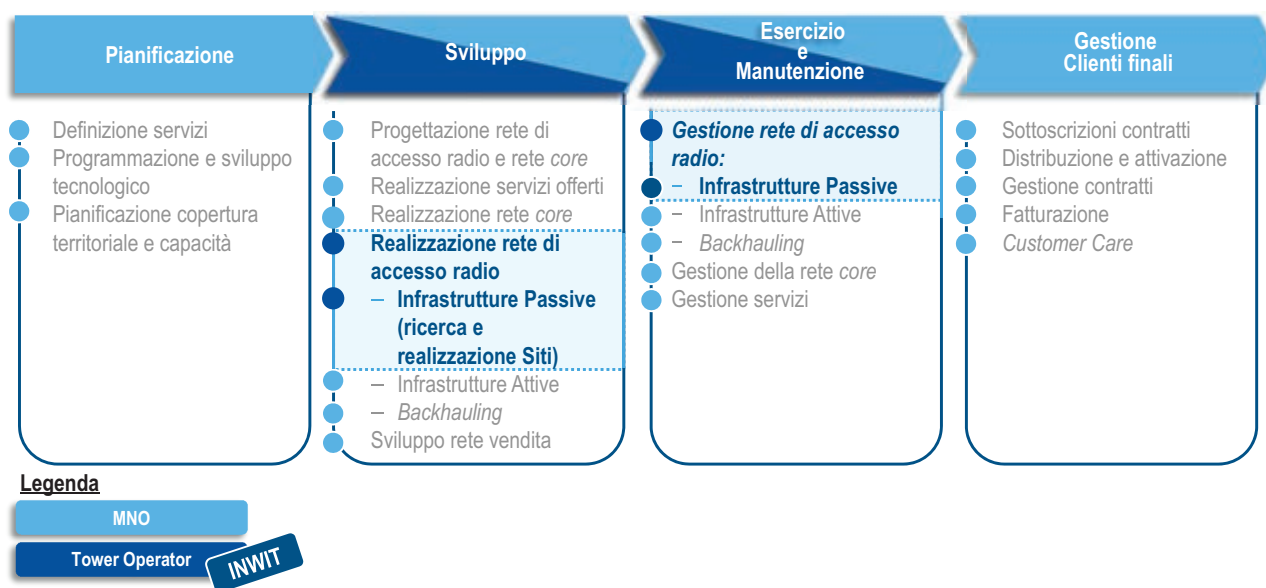 Pianificazione
Sviluppo
Esercizio
e
Manutenzione
Gestione
Clienti finali
Definizione servizi
Programmazione e sviluppo
tecnologico
Pianificazione copertura
territoriale e capacità
Progettazione rete di
accesso radio e rete core
Realizzazione servizi offerti
Realizzazione rete core
Realizzazione rete di
accesso radio
– Infrastrutture Passive
(ricerca e
realizzazione Siti)
– Infrastrutture Attive
– Backhauling
Sviluppo rete vendita
Gestione rete di accesso
radio:
– Infrastrutture Passive
– Infrastrutture Attive
– Backhauling
Gestione della rete core
Gestione servizi
Sottoscrizioni contratti
Distribuzione e attivazione
Gestione contratti
Fatturazione
Customer Care
Legenda
MNO
Tower Operator
INWIT